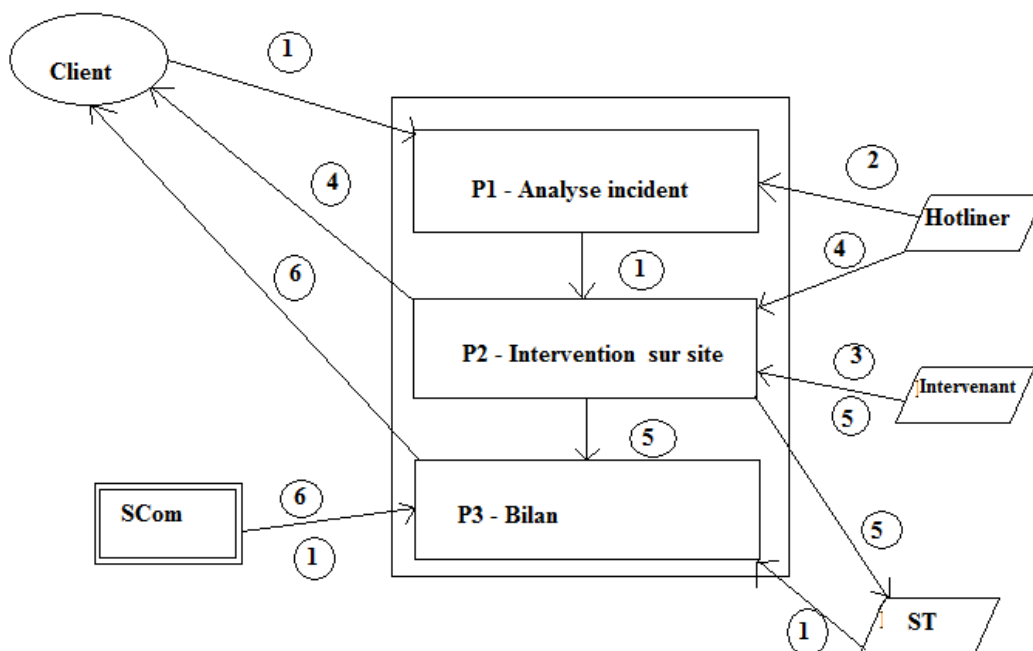 Client
1
P1 - Analyse incident
2
Hotliner
4
4
1
6
P2 - Intervention sur site
3
Intervenant
5
5
SCom
6
P3 - Bilan
5
1
1
ST